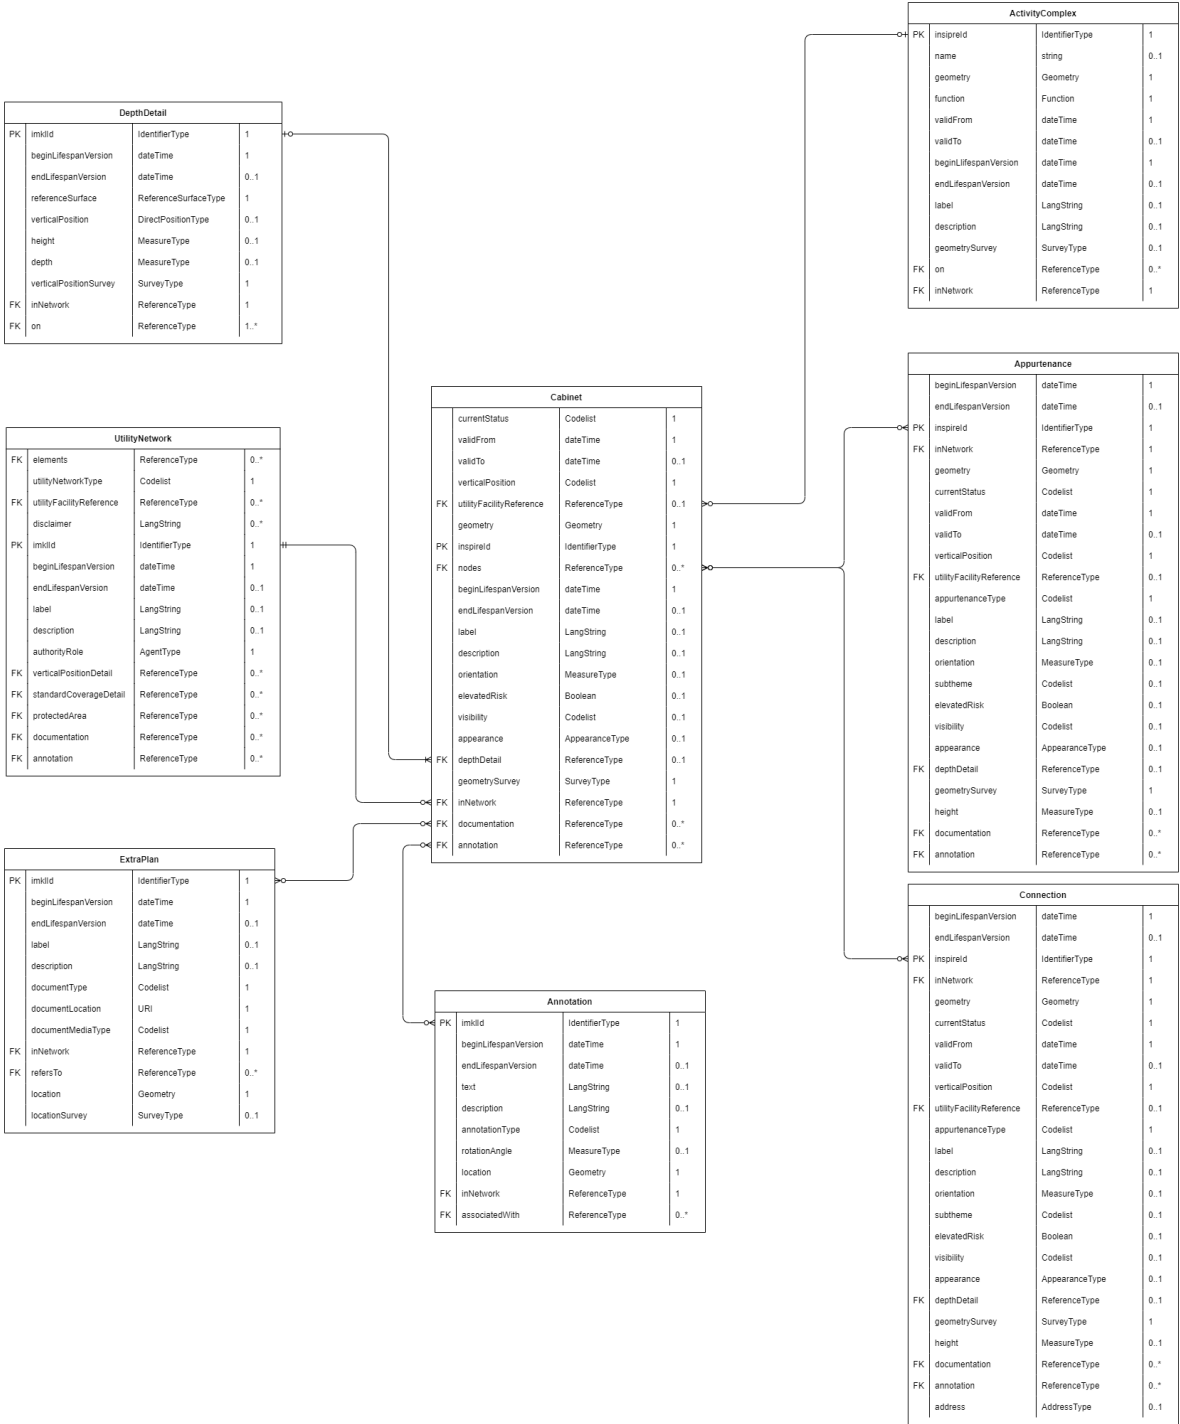 ActivityComplex
PK insipreId IdentifierType 1
name string 0..1
geometry Geometry 1
function Function 1
validFrom dateTime 1
validTo dateTime 0..1
beginLlifespanVersion dateTime 1
endLifespanVersion dateTime 0..1
label LangString 0..1
description LangString 0..1
geometrySurvey SurveyType 0..1
FK on ReferenceType 0..*
FK inNetwork ReferenceType 1
DepthDetail
PK imklId IdentifierType 1
beginLifespanVersion dateTime 1
endLifespanVersion dateTime 0..1
referenceSurface ReferenceSurfaceType 1
verticalPosition DirectPositionType 0..1
height MeasureType 0..1
depth MeasureType 0..1
verticalPositionSurvey SurveyType 1
FK inNetwork ReferenceType 1
FK on ReferenceType 1..*
Appurtenance
beginLifespanVersion dateTime 1
endLifespanVersion dateTime 0..1
PK inspireId IdentifierType 1
FK inNetwork ReferenceType 1
geometry Geometry 1
currentStatus Codelist 1
validFrom dateTime 1
validTo dateTime 0..1
verticalPosition Codelist 1
FK utilityFacilityReference ReferenceType 0..1
appurtenanceType Codelist 1
label LangString 0..1
description LangString 0..1
orientation MeasureType 0..1
subtheme Codelist 0..1
elevatedRisk Boolean 0..1
visibility Codelist 0..1
appearance AppearanceType 0..1
FK depthDetail ReferenceType 0..1
geometrySurvey SurveyType 1
height MeasureType 0..1
FK documentation ReferenceType 0..*
FK annotation ReferenceType 0..*
Cabinet
currentStatus Codelist 1
validFrom dateTime 1
validTo dateTime 0..1
verticalPosition Codelist 1
FK utilityFacilityReference ReferenceType 0..1
geometry Geometry 1
PK inspireId IdentifierType 1
FK nodes ReferenceType 0..*
beginLifespanVersion dateTime 1
endLifespanVersion dateTime 0..1
label LangString 0..1
description LangString 0..1
orientation MeasureType 0..1
elevatedRisk Boolean 0..1
visibility Codelist 0..1
appearance AppearanceType 0..1
FK depthDetail ReferenceType 0..1
geometrySurvey SurveyType 1
FK inNetwork ReferenceType 1
FK documentation ReferenceType 0..*
FK annotation ReferenceType 0..*
UtilityNetwork
FK elements ReferenceType 0..*
utilityNetworkType Codelist 1
FK utilityFacilityReference ReferenceType 0..*
disclaimer LangString 0..*
PK imklId IdentifierType 1
beginLifespanVersion dateTime 1
endLifespanVersion dateTime 0..1
label LangString 0..1
description LangString 0..1
authorityRole AgentType 1
FK verticalPositionDetail ReferenceType 0..*
FK standardCoverageDetail ReferenceType 0..*
FK protectedArea ReferenceType 0..*
FK documentation ReferenceType 0..*
FK annotation ReferenceType 0..*
ExtraPlan
PK imklId IdentifierType 1
beginLifespanVersion dateTime 1
endLifespanVersion dateTime 0..1
label LangString 0..1
description LangString 0..1
documentType Codelist 1
documentLocation URI 1
documentMediaType Codelist 1
FK inNetwork ReferenceType 1
FK refersTo ReferenceType 0..*
location Geometry 1
locationSurvey SurveyType 0..1
Connection
beginLifespanVersion dateTime 1
endLifespanVersion dateTime 0..1
PK inspireId IdentifierType 1
FK inNetwork ReferenceType 1
geometry Geometry 1
currentStatus Codelist 1
validFrom dateTime 1
validTo dateTime 0..1
verticalPosition Codelist 1
FK utilityFacilityReference ReferenceType 0..1
appurtenanceType Codelist 1
label LangString 0..1
description LangString 0..1
orientation MeasureType 0..1
subtheme Codelist 0..1
elevatedRisk Boolean 0..1
visibility Codelist 0..1
appearance AppearanceType 0..1
FK depthDetail ReferenceType 0..1
geometrySurvey SurveyType 1
height MeasureType 0..1
FK documentation ReferenceType 0..*
FK annotation ReferenceType 0..*
address AddressType 0..1
Annotation
PK imklId IdentifierType 1
beginLifespanVersion dateTime 1
endLifespanVersion dateTime 0..1
text LangString 0..1
description LangString 0..1
annotationType Codelist 1
rotationAngle MeasureType 0..1
location Geometry 1
FK inNetwork ReferenceType 1
FK associatedWith ReferenceType 0..*